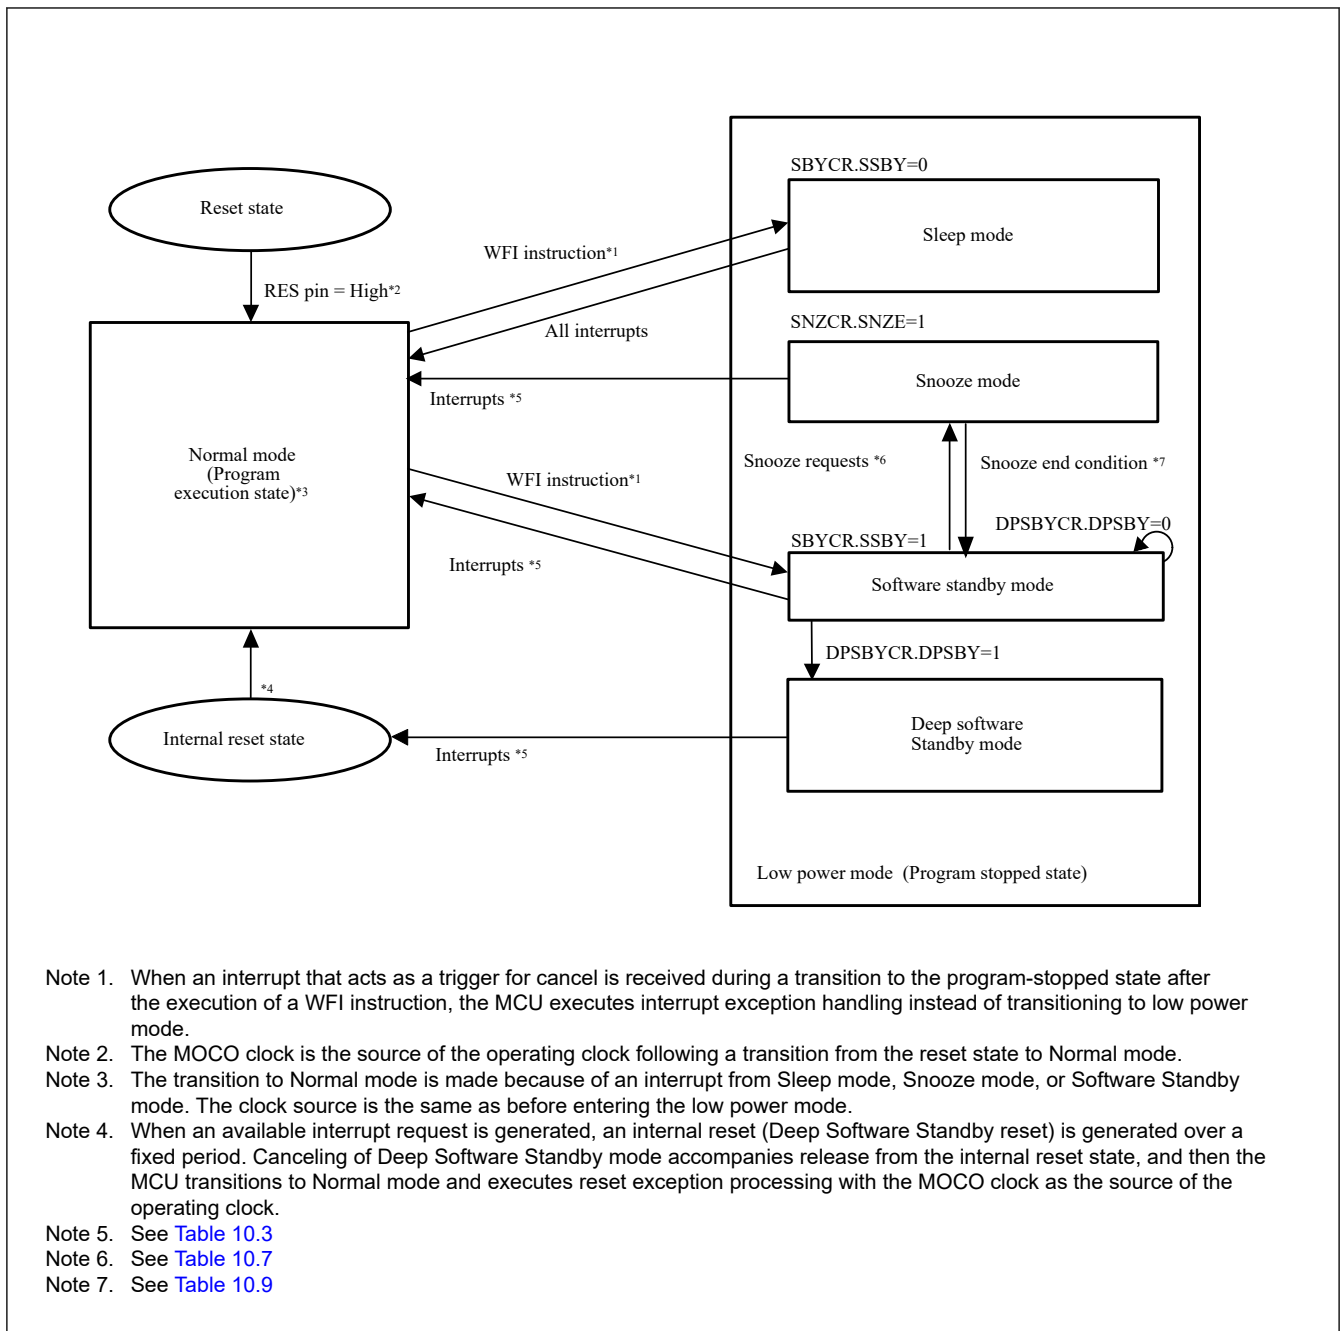 SBYCR.SSBY=0
Reset state
Sleep mode
WFI instruction*1
RES pin = High*2
SNZCR.SNZE=1
All interrupts
Snooze mode
Interrupts *5
Normal mode
(Program
execution state)*3
Snooze requests *6
Snooze end condition *7
WFI instruction*1
DPSBYCR.DPSBY=0
SBYCR.SSBY=1
Interrupts *5
Software standby mode
DPSBYCR.DPSBY=1
*4
Deep software
Standby mode
Internal reset state
Interrupts *5
Low power mode (Program stopped state)
Note 1. When an interrupt that acts as a trigger for cancel is received during a transition to the program-stopped state after
the execution of a WFI instruction, the MCU executes interrupt exception handling instead of transitioning to low power
mode.
Note 2. The MOCO clock is the source of the operating clock following a transition from the reset state to Normal mode.
Note 3. The transition to Normal mode is made because of an interrupt from Sleep mode, Snooze mode, or Software Standby
mode. The clock source is the same as before entering the low power mode.
Note 4. When an available interrupt request is generated, an internal reset (Deep Software Standby reset) is generated over a
fixed period. Canceling of Deep Software Standby mode accompanies release from the internal reset state, and then the
MCU transitions to Normal mode and executes reset exception processing with the MOCO clock as the source of the
operating clock.
Note 5. See Table 10.3
Note 6. See Table 10.7
Note 7. See Table 10.9